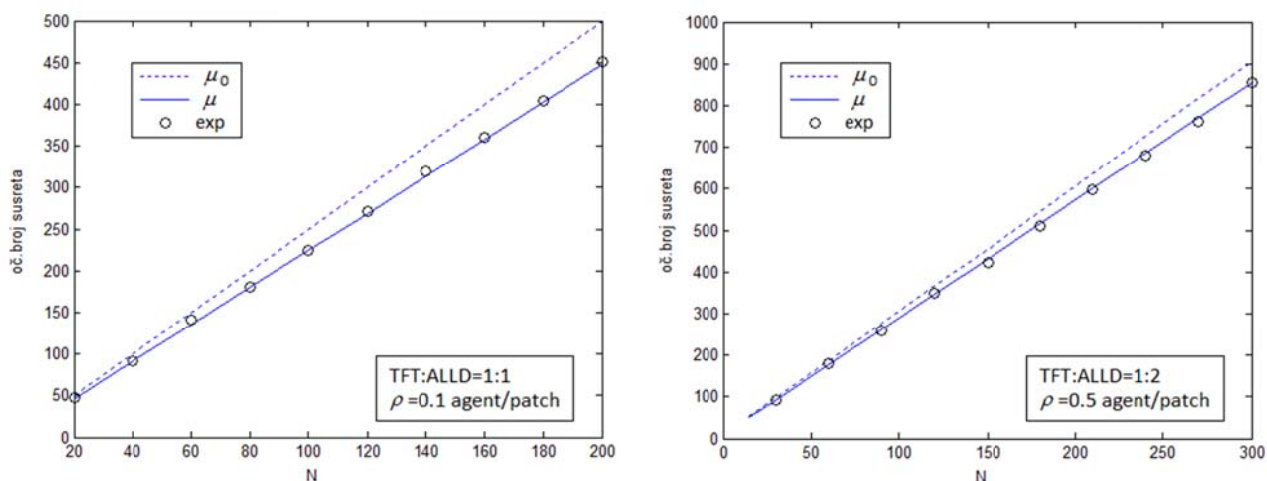 500
450
400
350
300
250
200
150
100
50
0
20 40 60 80 100 120 140 160 180 200
N
oč.broj susreta
μ0
μ
exp
TFT:ALLD=1:1
ρ=0.1 agent/patch
1000
900
800
700
600
500
400
300
200
100
0
0 50 100 150 200 250 300
N
oč.broj susreta
μ0
μ
exp
TFT:ALLD=1:2
ρ=0.5 agent/patch